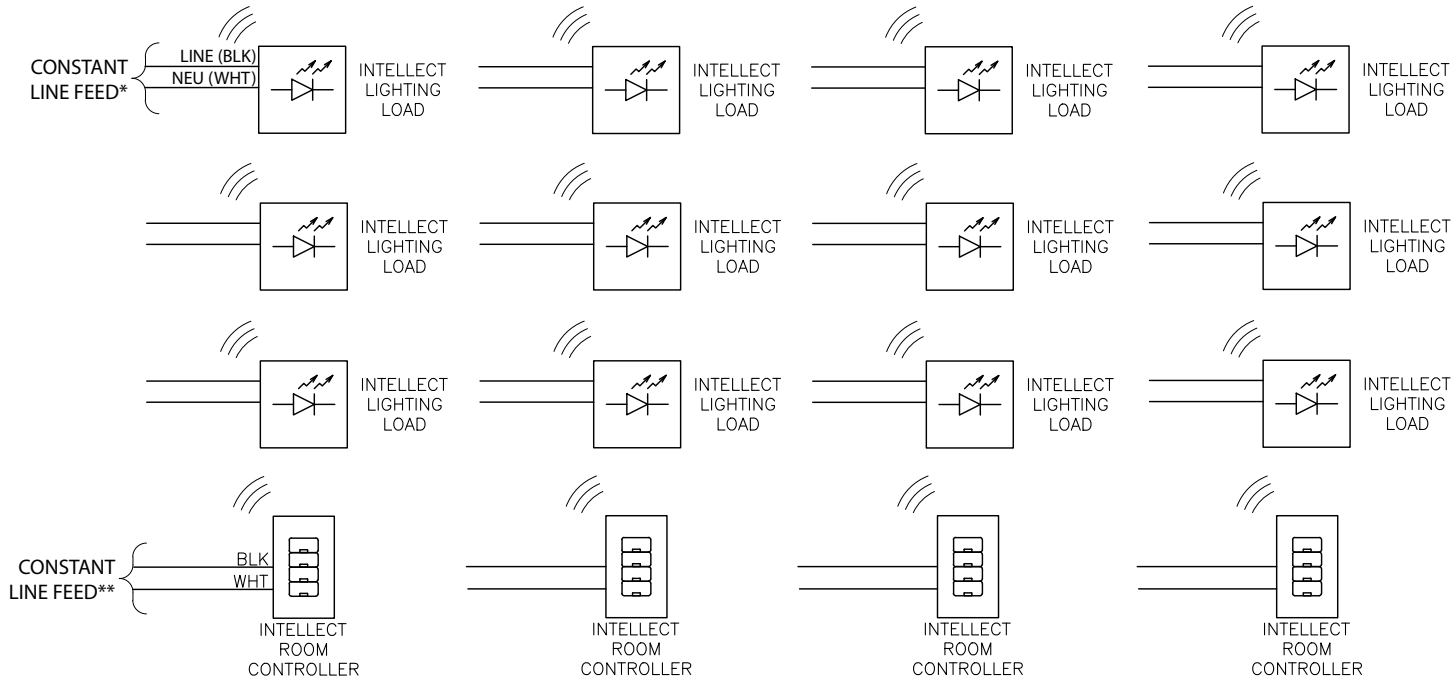 CONSTANT
LINE FEED*
LINE (BLK)
NEU (WHT)
INTELLECT
LIGHTING
LOAD
INTELLECT
LIGHTING
LOAD
INTELLECT
LIGHTING
LOAD
INTELLECT
LIGHTING
LOAD
INTELLECT
LIGHTING
LOAD
INTELLECT
LIGHTING
LOAD
INTELLECT
LIGHTING
LOAD
INTELLECT
LIGHTING
LOAD
INTELLECT
LIGHTING
LOAD
INTELLECT
LIGHTING
LOAD
INTELLECT
LIGHTING
LOAD
INTELLECT
LIGHTING
LOAD
CONSTANT
LINE FEED**
BLK
WHT
INTELLECT
ROOM
CONTROLLER
INTELLECT
ROOM
CONTROLLER
INTELLECT
ROOM
CONTROLLER
INTELLECT
ROOM
CONTROLLER